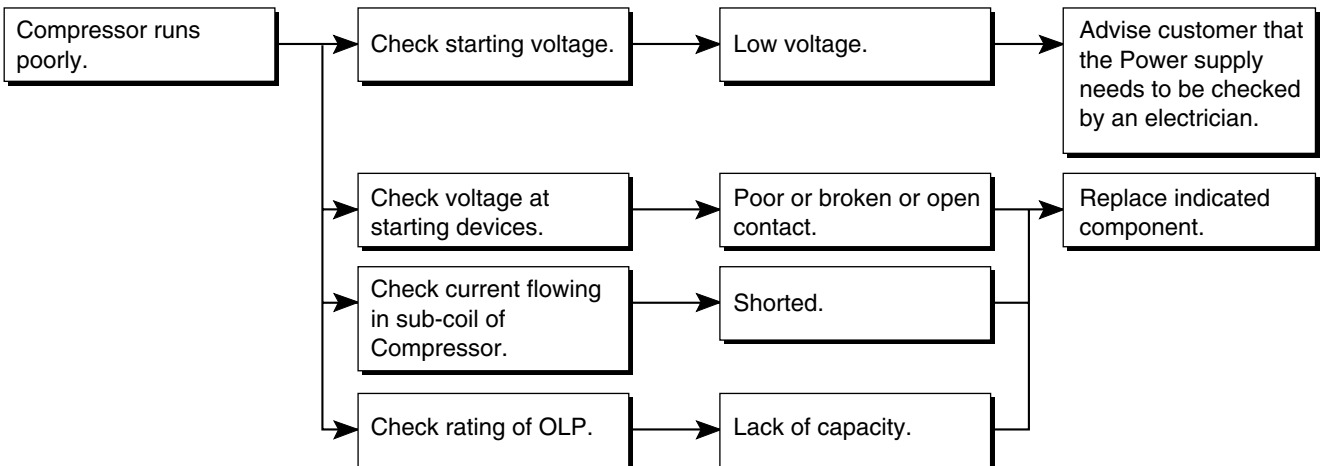 Compressor runs
poorly.
Check starting voltage.
Low voltage.
Advise customer that
the Power supply
needs to be checked
by an electrician.
Check voltage at
starting devices.
Poor or broken or open
contact.
Replace indicated
component.
Check current flowing
in sub-coil of
Compressor.
Shorted.
Check rating of OLP.
Lack of capacity.